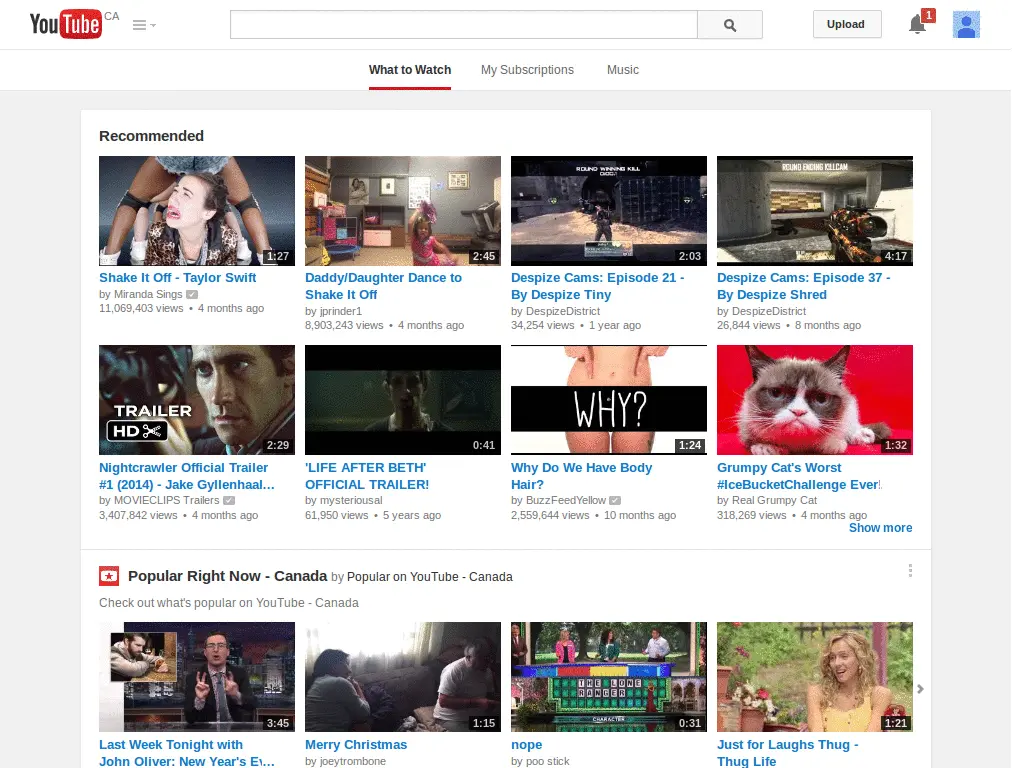 YouTube CA
1
Upload
What to Watch
My Subscriptions
Music
Recommended
1:27
2:45
ROUND WINNING KILL
2:03
ROUND ENDING KILLCAM
4:17
Shake It Off - Taylor Swift
by Miranda Sings
11,069,403 views • 4 months ago
Daddy/Daughter Dance to
Shake It Off
by jprinder1
8,903,243 views • 4 months ago
Despize Cams: Episode 21 -
By Despize Tiny
by DespizeDistrict
34,254 views • 1 year ago
Despize Cams: Episode 37 -
By Despize Shred
by DespizeDistrict
26,844 views • 8 months ago
TRAILER
HD
2:29
0:41
WHY?
1:24
1:32
Nightcrawler Official Trailer
#1 (2014) - Jake Gyllenhaal...
by MOVIECLIPS Trailers
3,407,842 views • 4 months ago
'LIFE AFTER BETH'
OFFICIAL TRAILER!
by mysteriousal
61,950 views • 5 years ago
Why Do We Have Body
Hair?
by BuzzFeedYellow
2,559,644 views • 10 months ago
Grumpy Cat's Worst
#IceBucketChallenge Ever!
by Real Grumpy Cat
318,269 views • 4 months ago
Show more
Popular Right Now - Canada by Popular on YouTube - Canada
Check out what's popular on YouTube - Canada
3:45
1:15
THE LONE
RANGER
CHARACTER
0:31
1:21
Last Week Tonight with
John Oliver: New Year's Ev...
Merry Christmas
by joeytrombone
nope
by poo stick
Just for Laughs Thug -
Thug Life